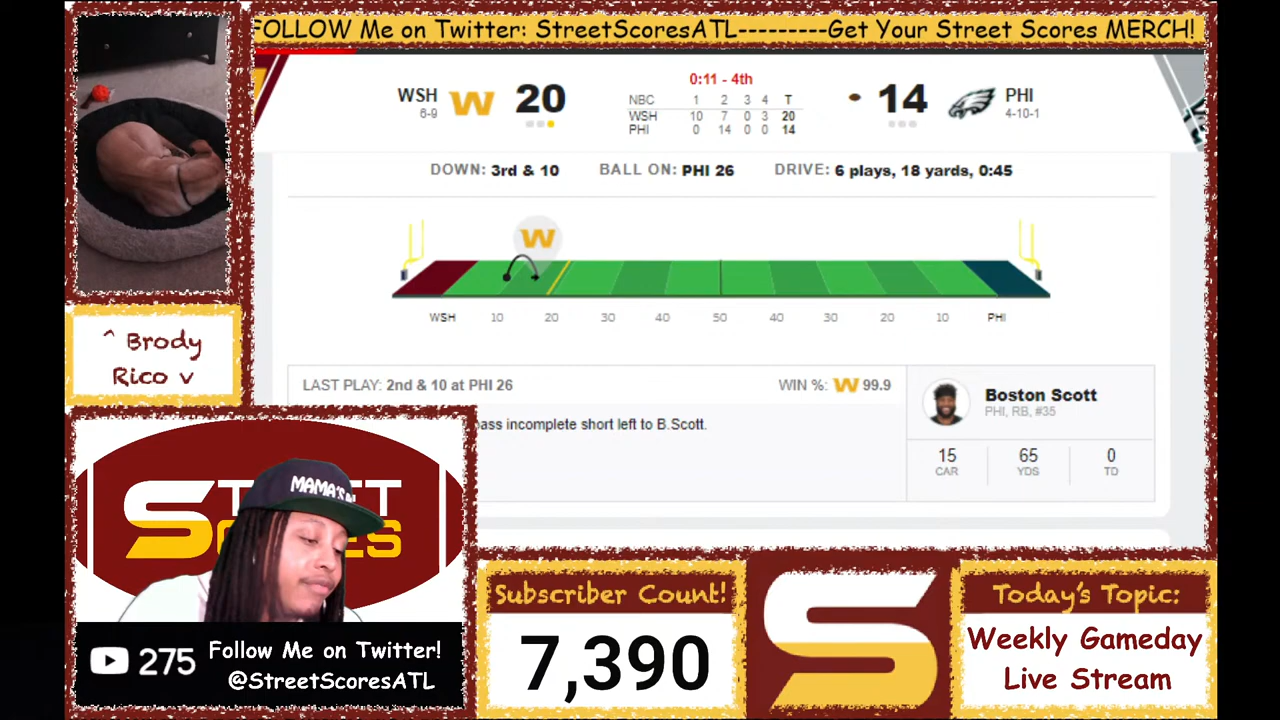 FOLLOW Me on Twitter: StreetScoresATL---------Get Your Street Scores MERCH!
WSH
6-9
W
20
0:11 - 4th
NBC 1 2 3 4 T
WSH 10 7 0 3 20
PHI 0 14 0 0 14
14
PHI
4-10-1
DOWN: 3rd & 10
BALL ON: PHI 26
DRIVE: 6 plays, 18 yards, 0:45
W
WSH 10 20 30 40 50 40 30 20 10 PHI
^ Brody
Rico v
LAST PLAY: 2nd & 10 at PHI 26
WIN %: W 99.9
pass incomplete short left to B.Scott.
Boston Scott
PHI, RB, #35
15 65 0
CAR YDS TD
MAMA'S
STREET
SCORES
275
Follow Me on Twitter!
@StreetScoresATL
Subscriber Count!
7,390
S
Today's Topic:
Weekly Gameday
Live Stream